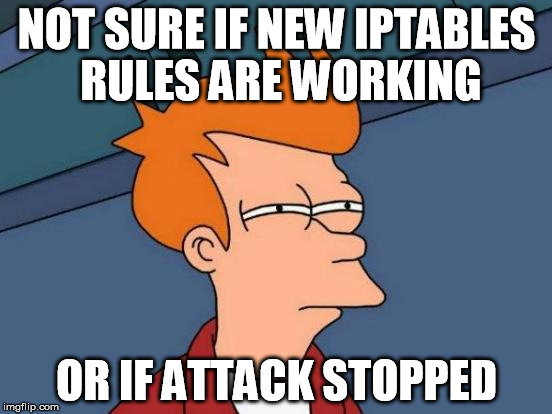 NOT SURE IF NEW IPTABLES
RULES ARE WORKING
OR IF ATTACK STOPPED
imgflip.com